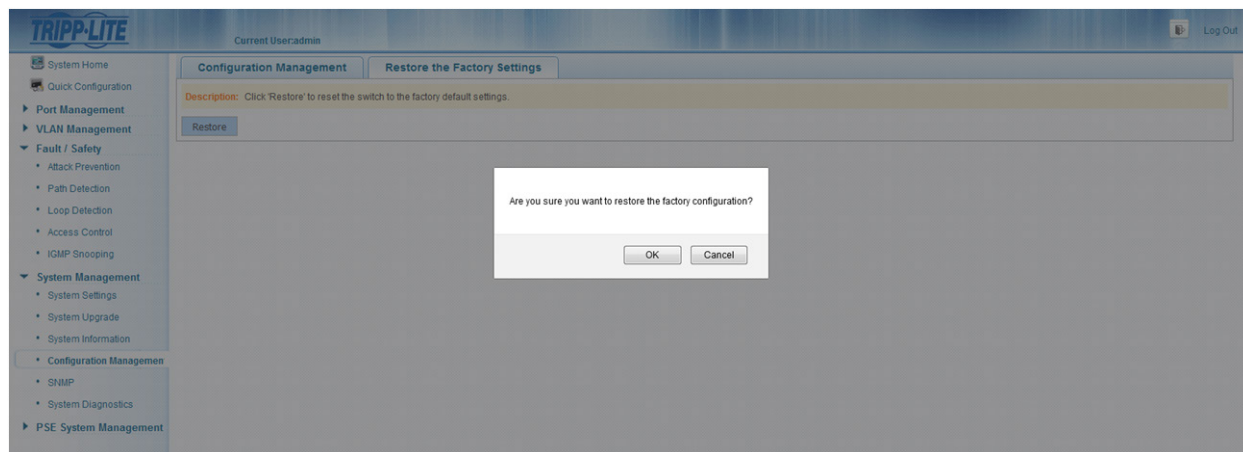 TRIPP·LITE
Current User:admin
Log Out
System Home
Quick Configuration
Port Management
VLAN Management
Fault / Safety
Attack Prevention
Path Detection
Loop Detection
Access Control
IGMP Snooping
System Management
System Settings
System Upgrade
System Information
Configuration Managemen
SNMP
System Diagnostics
PSE System Management
Configuration Management
Restore the Factory Settings
Description: Click 'Restore' to reset the switch to the factory default settings.
Restore
Are you sure you want to restore the factory configuration?
OK
Cancel